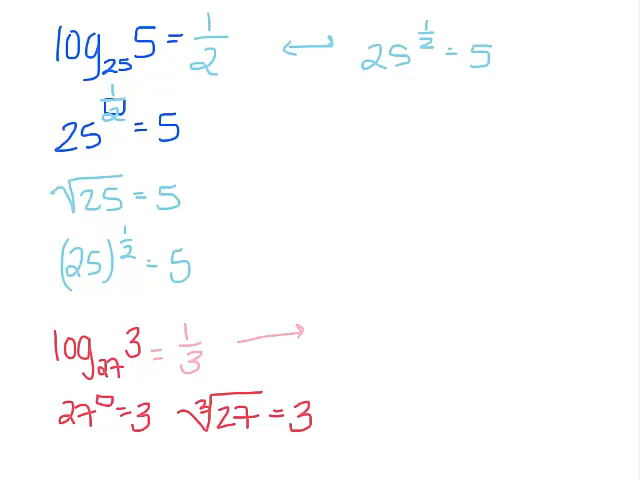 log₂₅ 5 = 1/2 ⟵ 25^(1/2) = 5
25^(1/2) = 5
√25 = 5
(25)^(1/2) = 5
log₂₇ 3 = 1/3 ⟶
27^□ = 3 ∛27 = 3